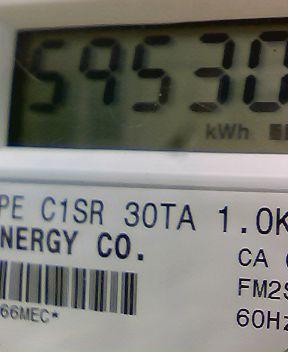 59530
kWh
PE C1SR 30TA 1.0K
NERGY CO.
CA
FM2S
66MEC*
60Hz